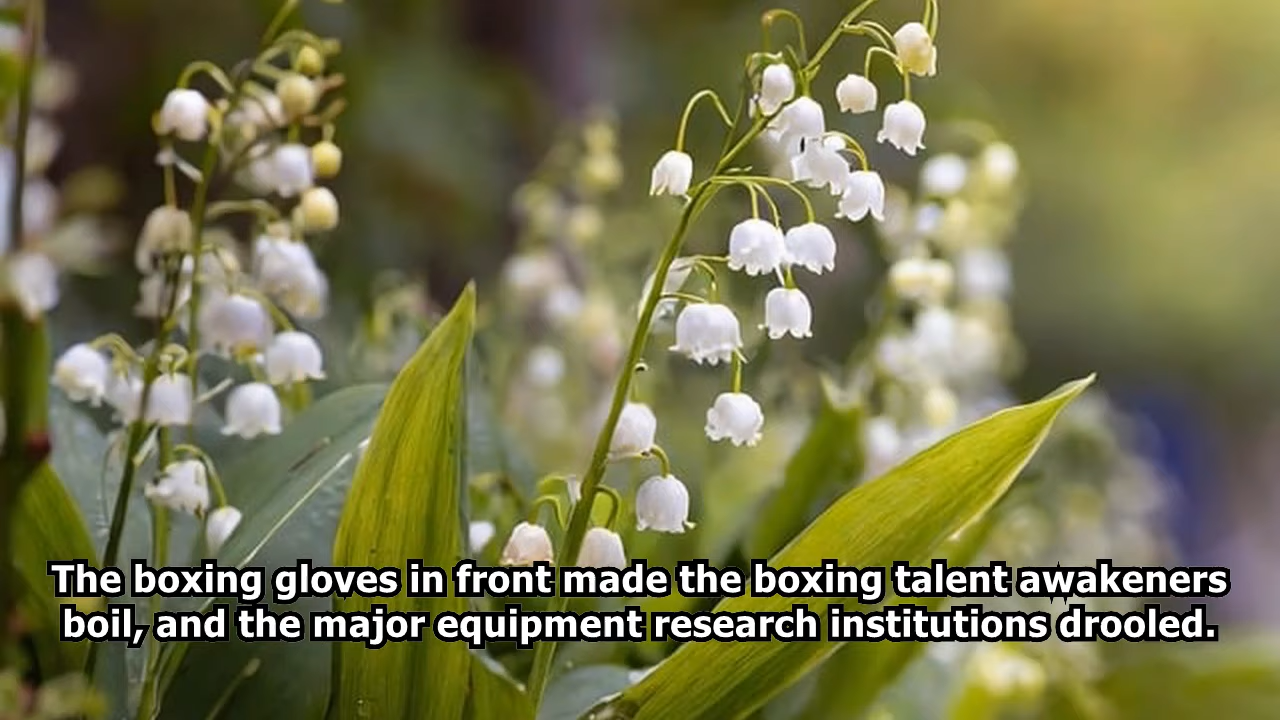 The boxing gloves in front made the boxing talent awakeners
boil, and the major equipment research institutions drooled.